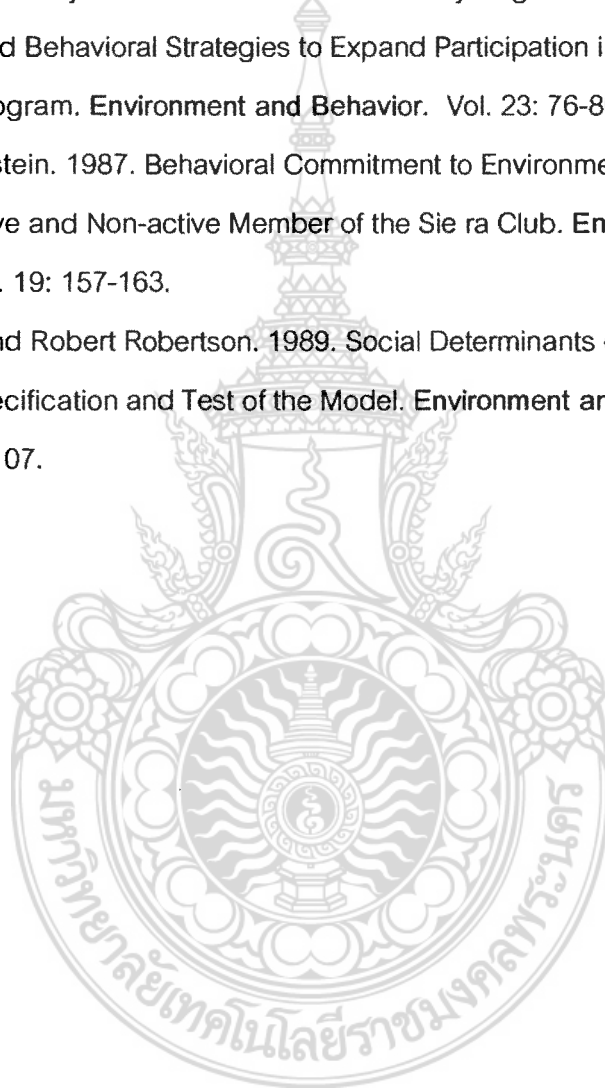 d Behavioral Strategies to Expand Participation i
ogram. Environment and Behavior. Vol. 23: 76-8
stein. 1987. Behavioral Commitment to Environme
ve and Non-active Member of the Sie ra Club. En
. 19: 157-163.
nd Robert Robertson. 1989. Social Determinants
ecification and Test of the Model. Environment ar
07.
มหาวิทยาลัยเทคโนโลยีราชมงคลพระนคร